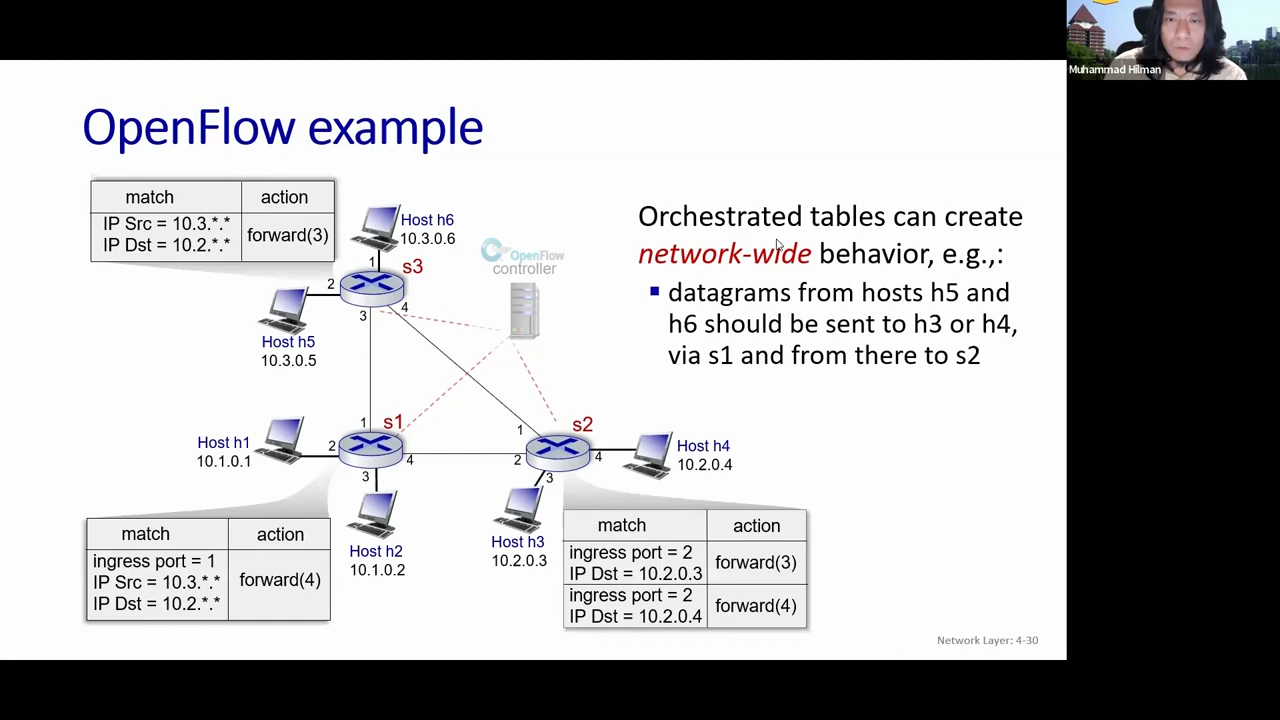 Muhammad Hilman
OpenFlow example
match action
IP Src = 10.3.*.*
IP Dst = 10.2.*.*
forward(3)
Host h6
10.3.0.6
1
s3
2
3
4
Host h5
10.3.0.5
OpenFlow
controller
Orchestrated tables can create
network-wide behavior, e.g.,:
datagrams from hosts h5 and
h6 should be sent to h3 or h4,
via s1 and from there to s2
1
s1
2
3
4
Host h1
10.1.0.1
Host h2
10.1.0.2
1
s2
2
3
4
Host h4
10.2.0.4
Host h3
10.2.0.3
match action
ingress port = 1
IP Src = 10.3.*.*
IP Dst = 10.2.*.*
forward(4)
match action
ingress port = 2
IP Dst = 10.2.0.3
forward(3)
ingress port = 2
IP Dst = 10.2.0.4
forward(4)
Network Layer: 4-30